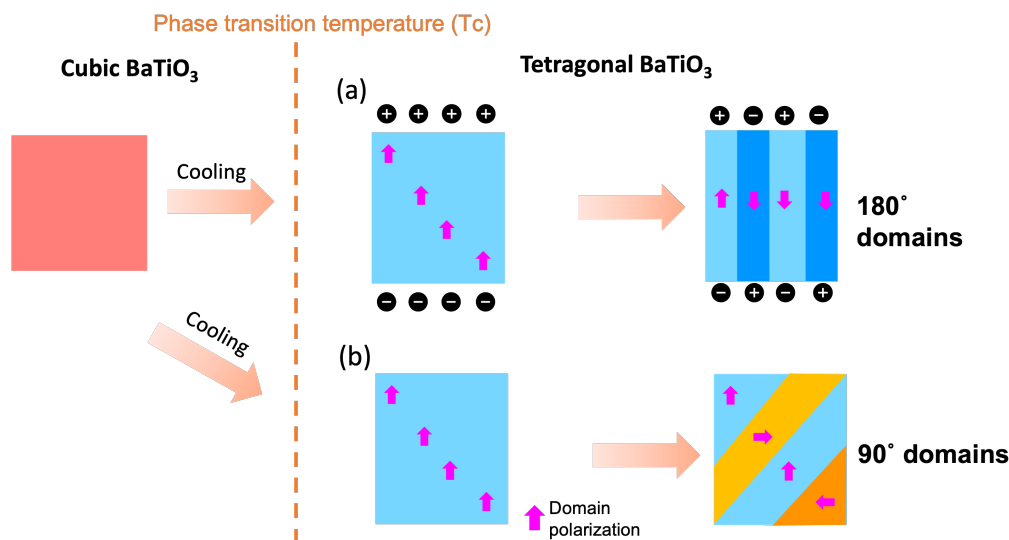 Phase transition temperature (Tc)
Cubic BaTiO₃
Tetragonal BaTiO₃
(a)
+ + + +
+ − + −
Cooling
180˚
domains
− − − −
− + − +
Cooling
(b)
90˚ domains
Domain
polarization